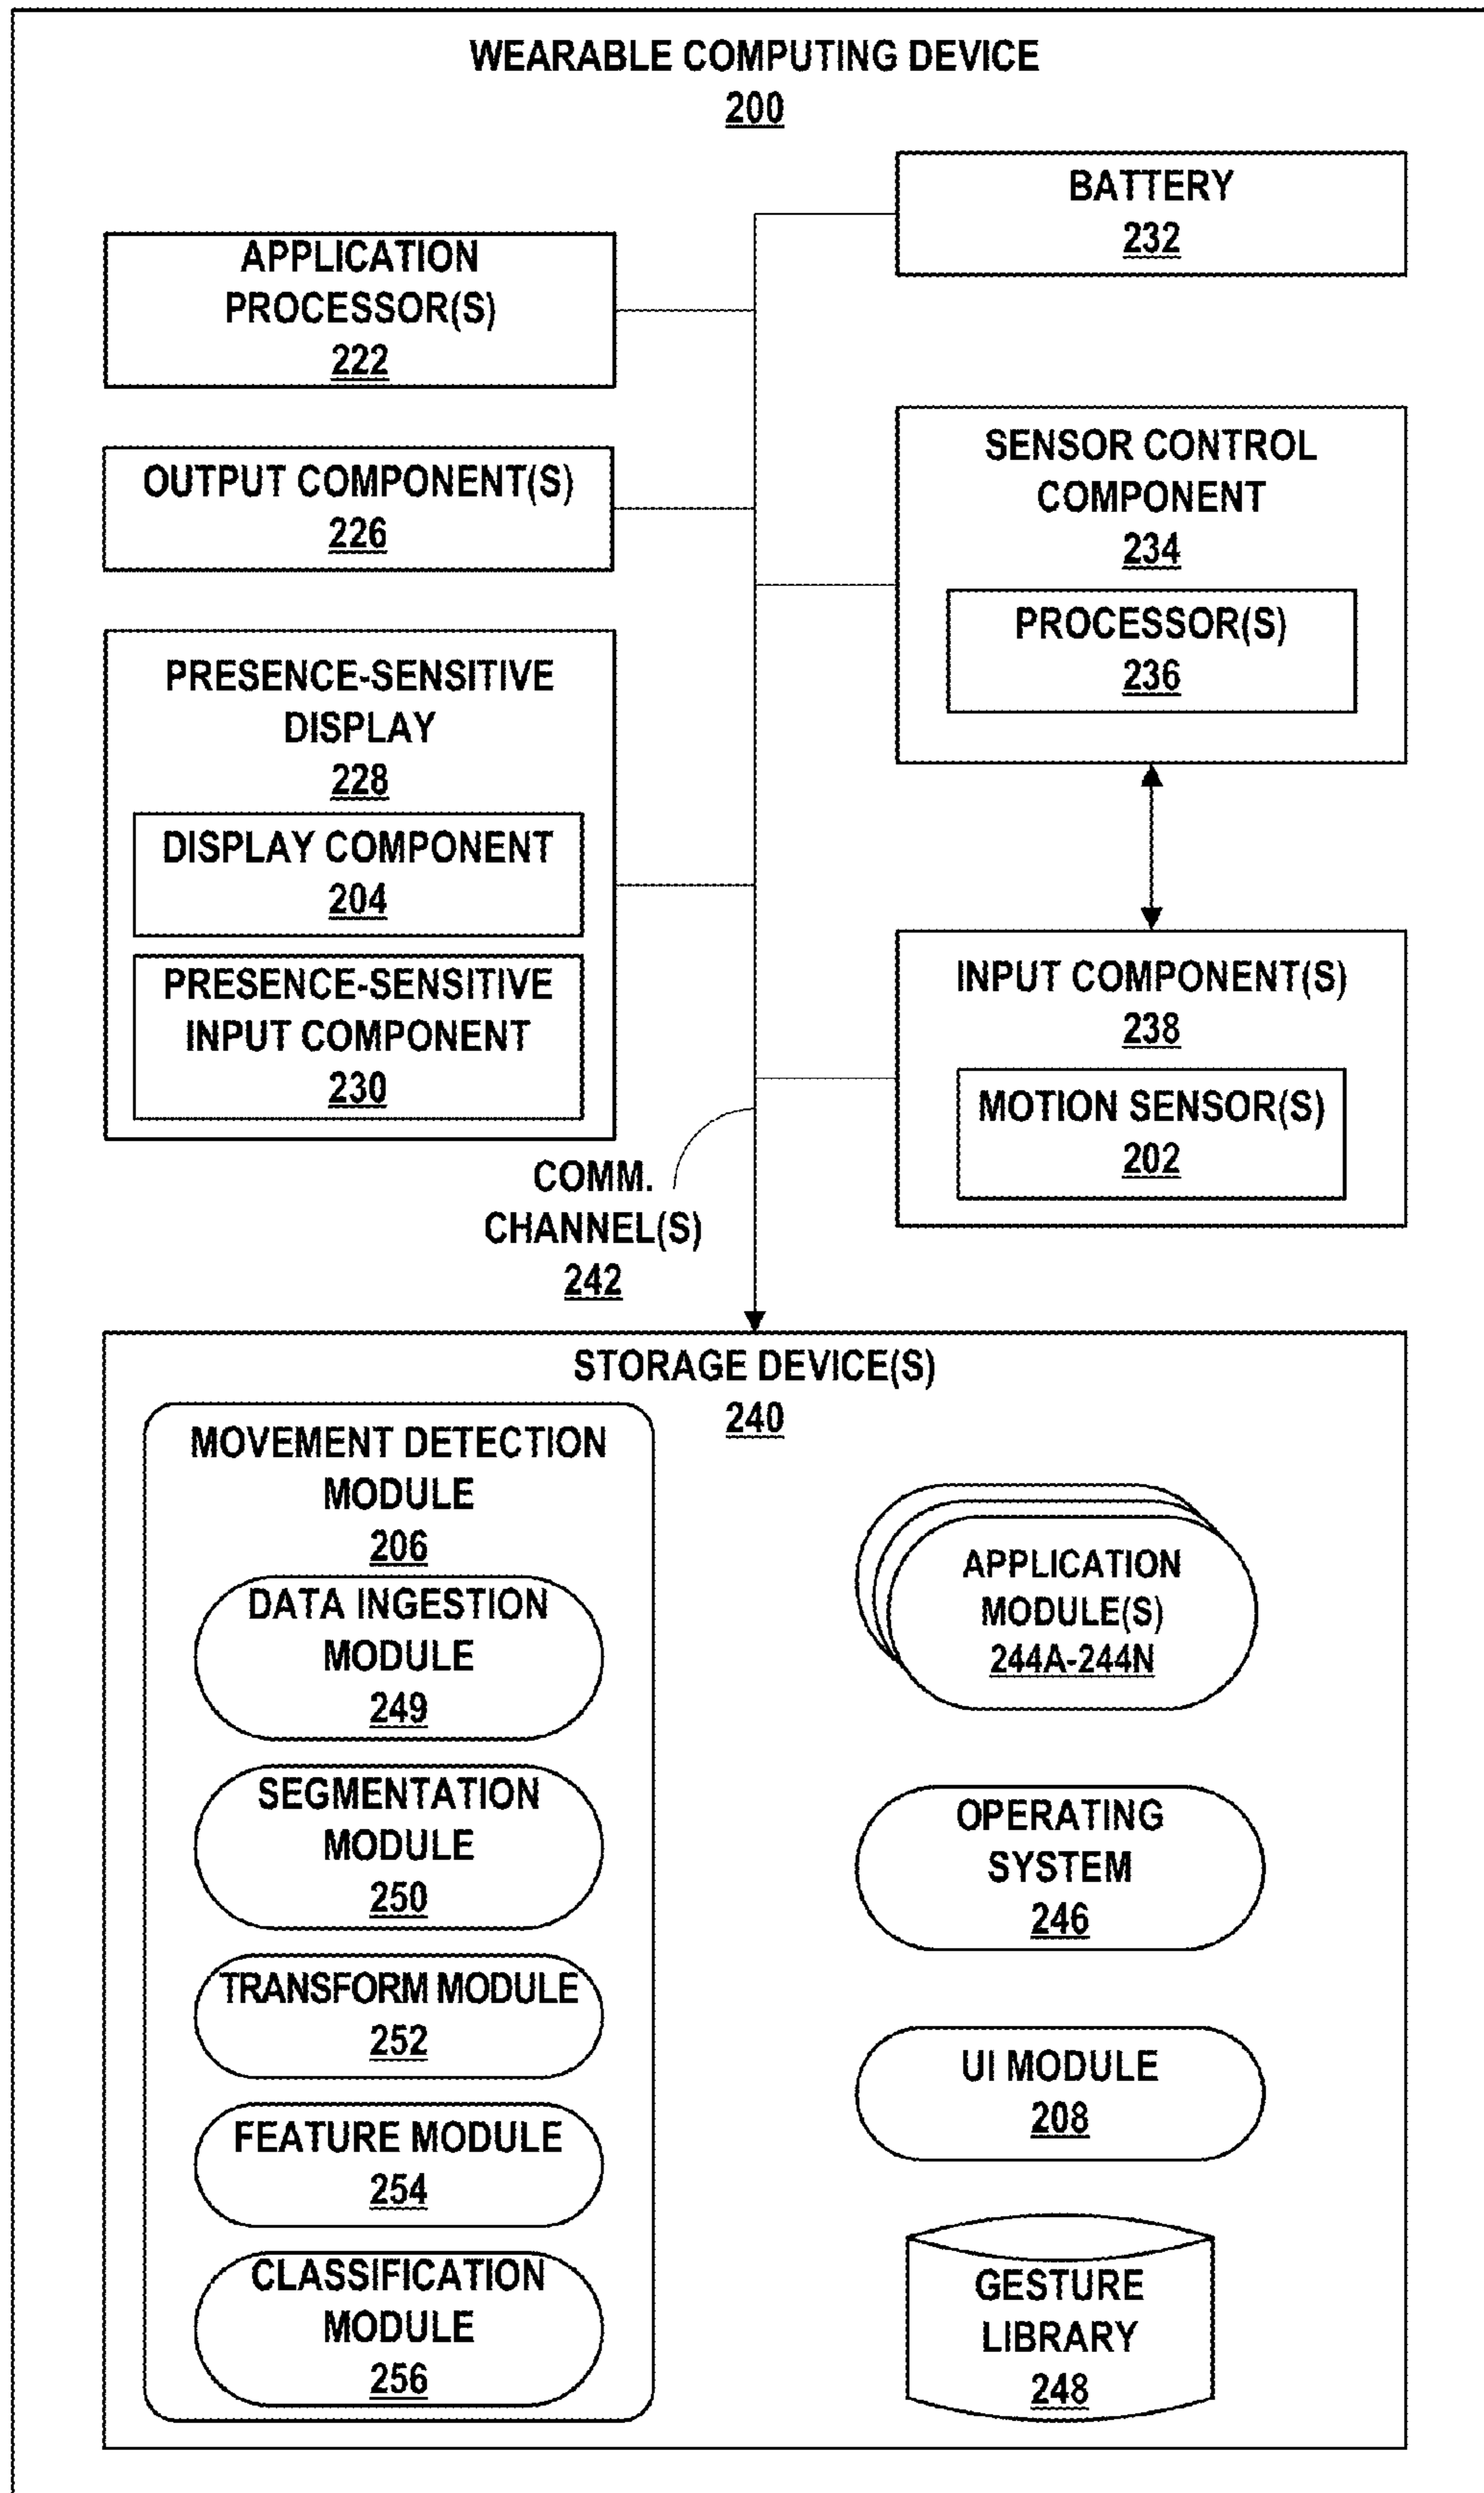 WEARABLE COMPUTING DEVICE
200
BATTERY
232
APPLICATION
PROCESSOR(S)
222
OUTPUT COMPONENT(S)
226
SENSOR CONTROL
COMPONENT
234
PROCESSOR(S)
236
PRESENCE-SENSITIVE
DISPLAY
228
DISPLAY COMPONENT
204
PRESENCE-SENSITIVE
INPUT COMPONENT
230
INPUT COMPONENT(S)
238
MOTION SENSOR(S)
202
COMM.
CHANNEL(S)
242
STORAGE DEVICE(S)
240
MOVEMENT DETECTION
MODULE
206
DATA INGESTION
MODULE
249
SEGMENTATION
MODULE
250
TRANSFORM MODULE
252
FEATURE MODULE
254
CLASSIFICATION
MODULE
256
APPLICATION
MODULE(S)
244A-244N
OPERATING
SYSTEM
246
UI MODULE
208
GESTURE
LIBRARY
248